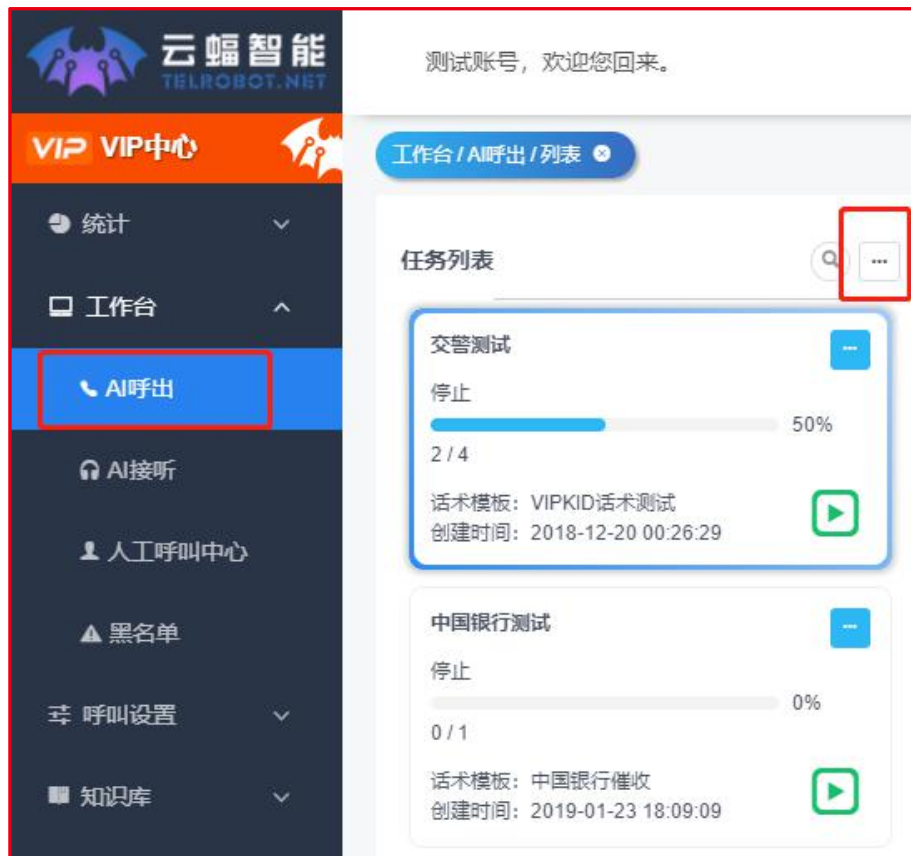 云蝠智能
TELROBOT.NET
测试账号，欢迎您回来。
VIP VIP中心
工作台 / AI呼出 / 列表
统计
任务列表
工作台
交警测试
AI呼出
停止
50%
2 / 4
AI接听
话术模板：VIPKID话术测试
创建时间：2018-12-20 00:26:29
人工呼叫中心
中国银行测试
黑名单
停止
0%
呼叫设置
0 / 1
话术模板：中国银行催收
知识库
创建时间：2019-01-23 18:09:09